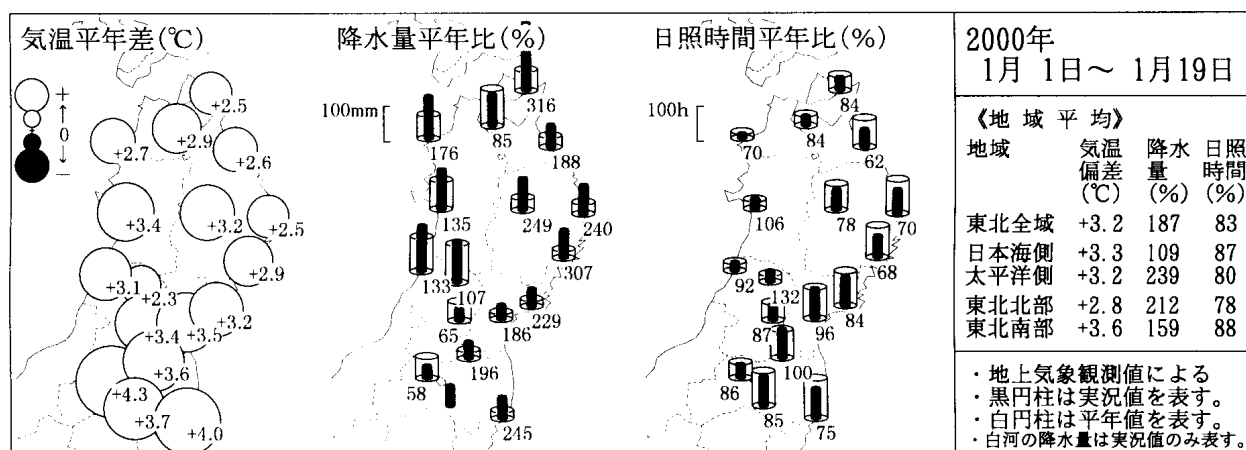 気温平年差(℃)
+
↑
0
↓
−
+2.5
+2.9
+2.7
+2.6
+3.4
+3.2
+2.5
+2.9
+3.1
+2.3
+3.2
+3.4
+3.5
+3.6
+4.3
+3.7
+4.0
降水量平年比(%)
100mm
316
85
176
188
135
249
240
307
133
107
229
65
186
196
58
245
日照時間平年比(%)
100h
84
84
70
62
106
78
70
68
92
132
84
87
96
100
86
85
75
2000年
1月 1日～ 1月19日
《地 域 平 均》
地域 気温 降水 日照
偏差 量 時間
(℃) (%) (%)
東北全域 +3.2 187 83
日本海側 +3.3 109 87
太平洋側 +3.2 239 80
東北北部 +2.8 212 78
東北南部 +3.6 159 88
・地上気象観測値による
・黒円柱は実況値を表す。
・白円柱は平年値を表す。
・白河の降水量は実況値のみ表す。